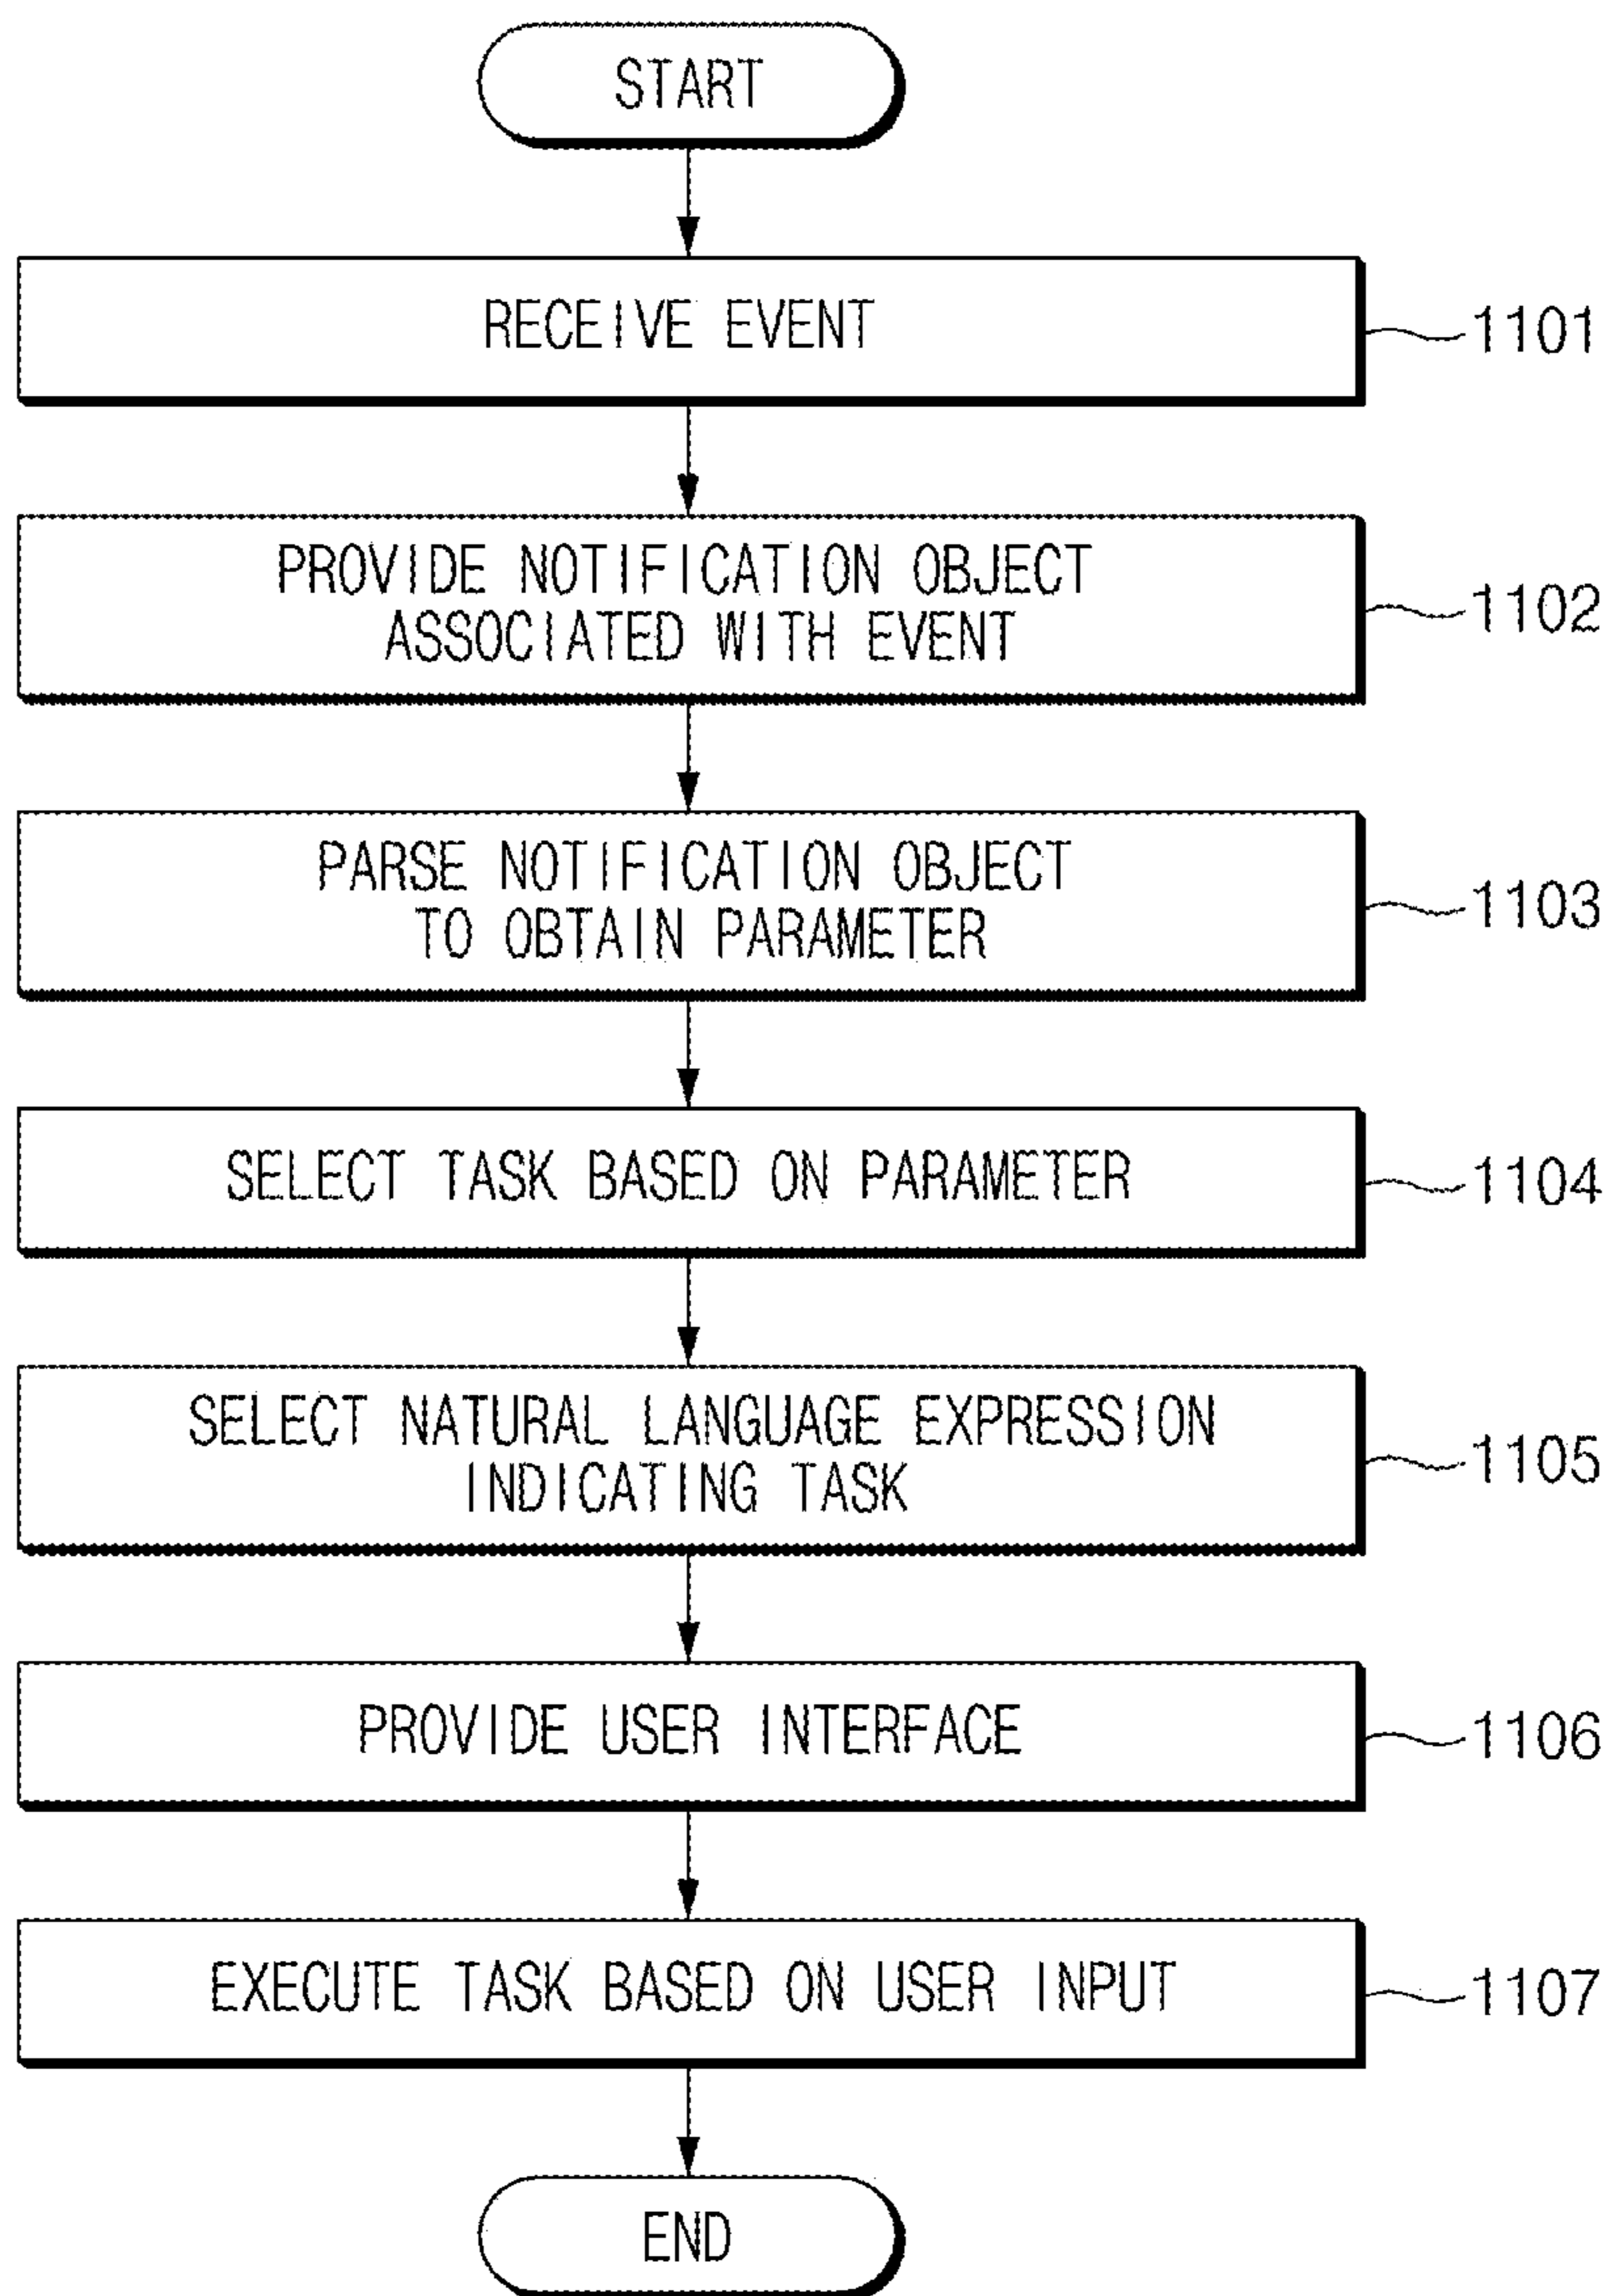 START
RECEIVE EVENT
1101
PROVIDE NOTIFICATION OBJECT
ASSOCIATED WITH EVENT
1102
PARSE NOTIFICATION OBJECT
TO OBTAIN PARAMETER
1103
SELECT TASK BASED ON PARAMETER
1104
SELECT NATURAL LANGUAGE EXPRESSION
INDICATING TASK
1105
PROVIDE USER INTERFACE
1106
EXECUTE TASK BASED ON USER INPUT
1107
END